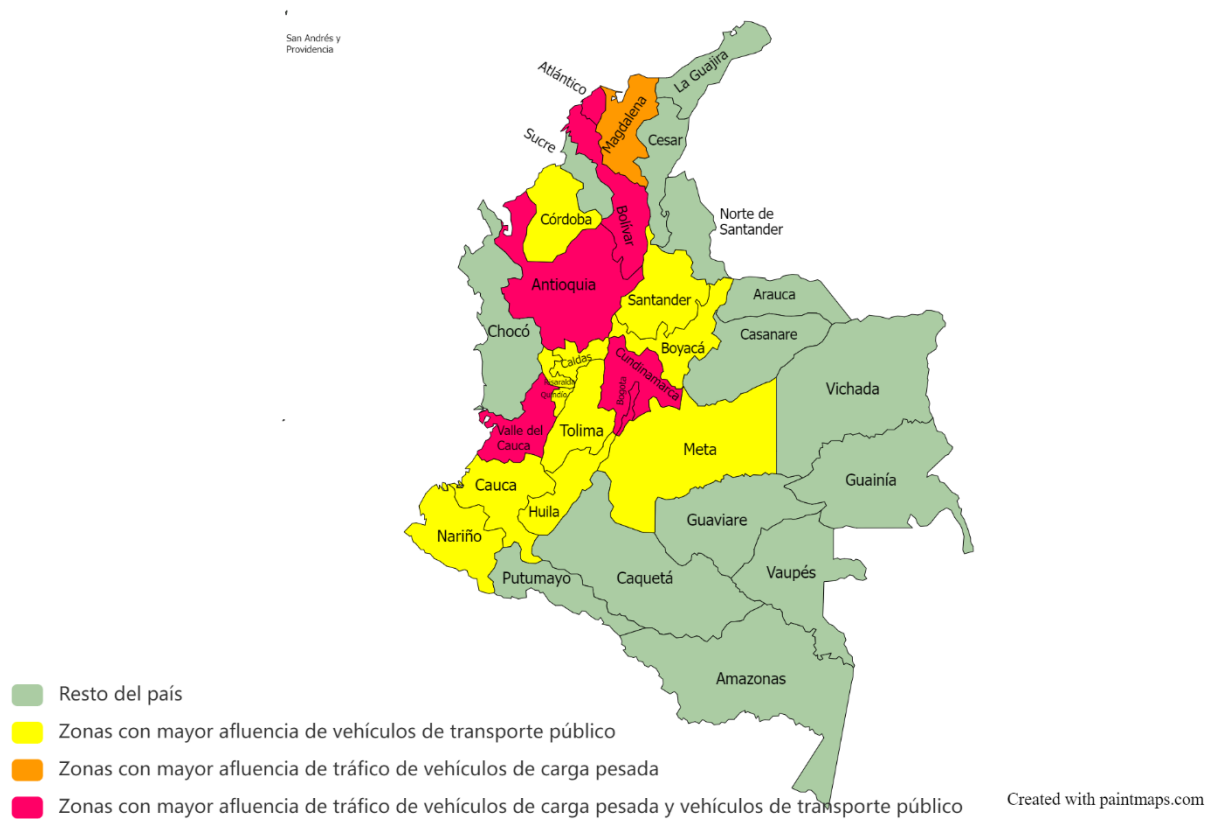 San Andrés y
Providencia
La Guajira
Atlántico
Magdalena
Sucre
Cesar
Córdoba
Bolívar
Norte de
Santander
Antioquia
Santander
Arauca
Chocó
Casanare
Boyacá
Caldas
Cundinamarca
Risaralda
Quindío
Bogota
Vichada
Valle del
Cauca
Tolima
Meta
Guainía
Cauca
Huila
Guaviare
Nariño
Putumayo
Caquetá
Vaupés
Amazonas
Resto del país
Zonas con mayor afluencia de vehículos de transporte público
Zonas con mayor afluencia de tráfico de vehículos de carga pesada
Zonas con mayor afluencia de tráfico de vehículos de carga pesada y vehículos de transporte público
Created with paintmaps.com